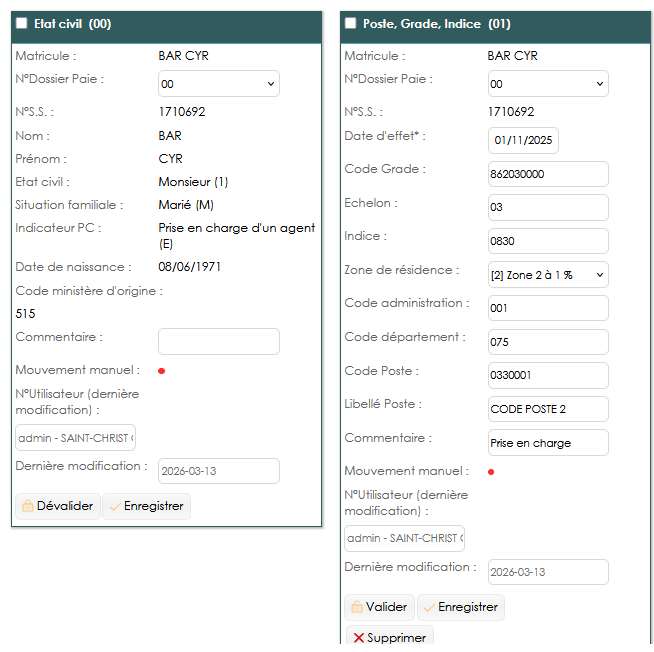 Etat civil (00)
Matricule : BAR CYR
N°Dossier Paie : 00
N°S.S. : 1710692
Nom : BAR
Prénom : CYR
Etat civil : Monsieur (1)
Situation familiale : Marié (M)
Indicateur PC : Prise en charge d'un agent
(E)
Date de naissance : 08/06/1971
Code ministère d'origine :
515
Commentaire :
Mouvement manuel :
N°Utilisateur (dernière
modification) :
admin - SAINT-CHRIST
Dernière modification : 2026-03-13
Dévalider Enregistrer
Poste, Grade, Indice (01)
Matricule : BAR CYR
N°Dossier Paie : 00
N°S.S. : 1710692
Date d'effet* : 01/11/2025
Code Grade : 862030000
Echelon : 03
Indice : 0830
Zone de résidence : [2] Zone 2 à 1 %
Code administration : 001
Code département : 075
Code Poste : 0330001
Libellé Poste : CODE POSTE 2
Commentaire : Prise en charge
Mouvement manuel :
N°Utilisateur (dernière
modification) :
admin - SAINT-CHRIST
Dernière modification : 2026-03-13
Valider Enregistrer
Supprimer